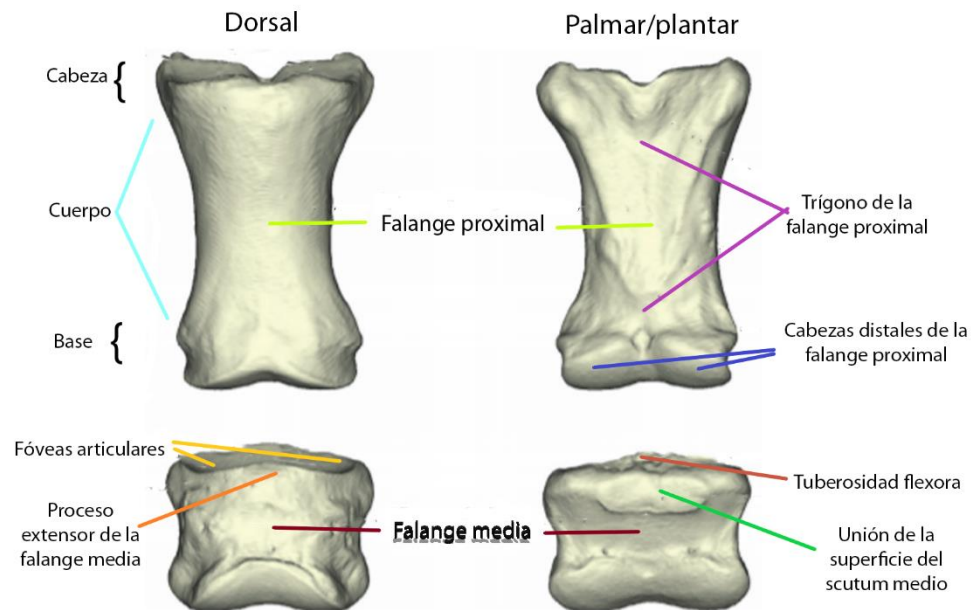 Dorsal
Palmar/plantar
Cabeza
Cuerpo
Falange proximal
Trígono de la
falange proximal
Base
Cabezas distales de la
falange proximal
Fóveas articulares
Tuberosidad flexora
Proceso
extensor de la
falange media
Falange media
Unión de la
superficie del
scutum medio